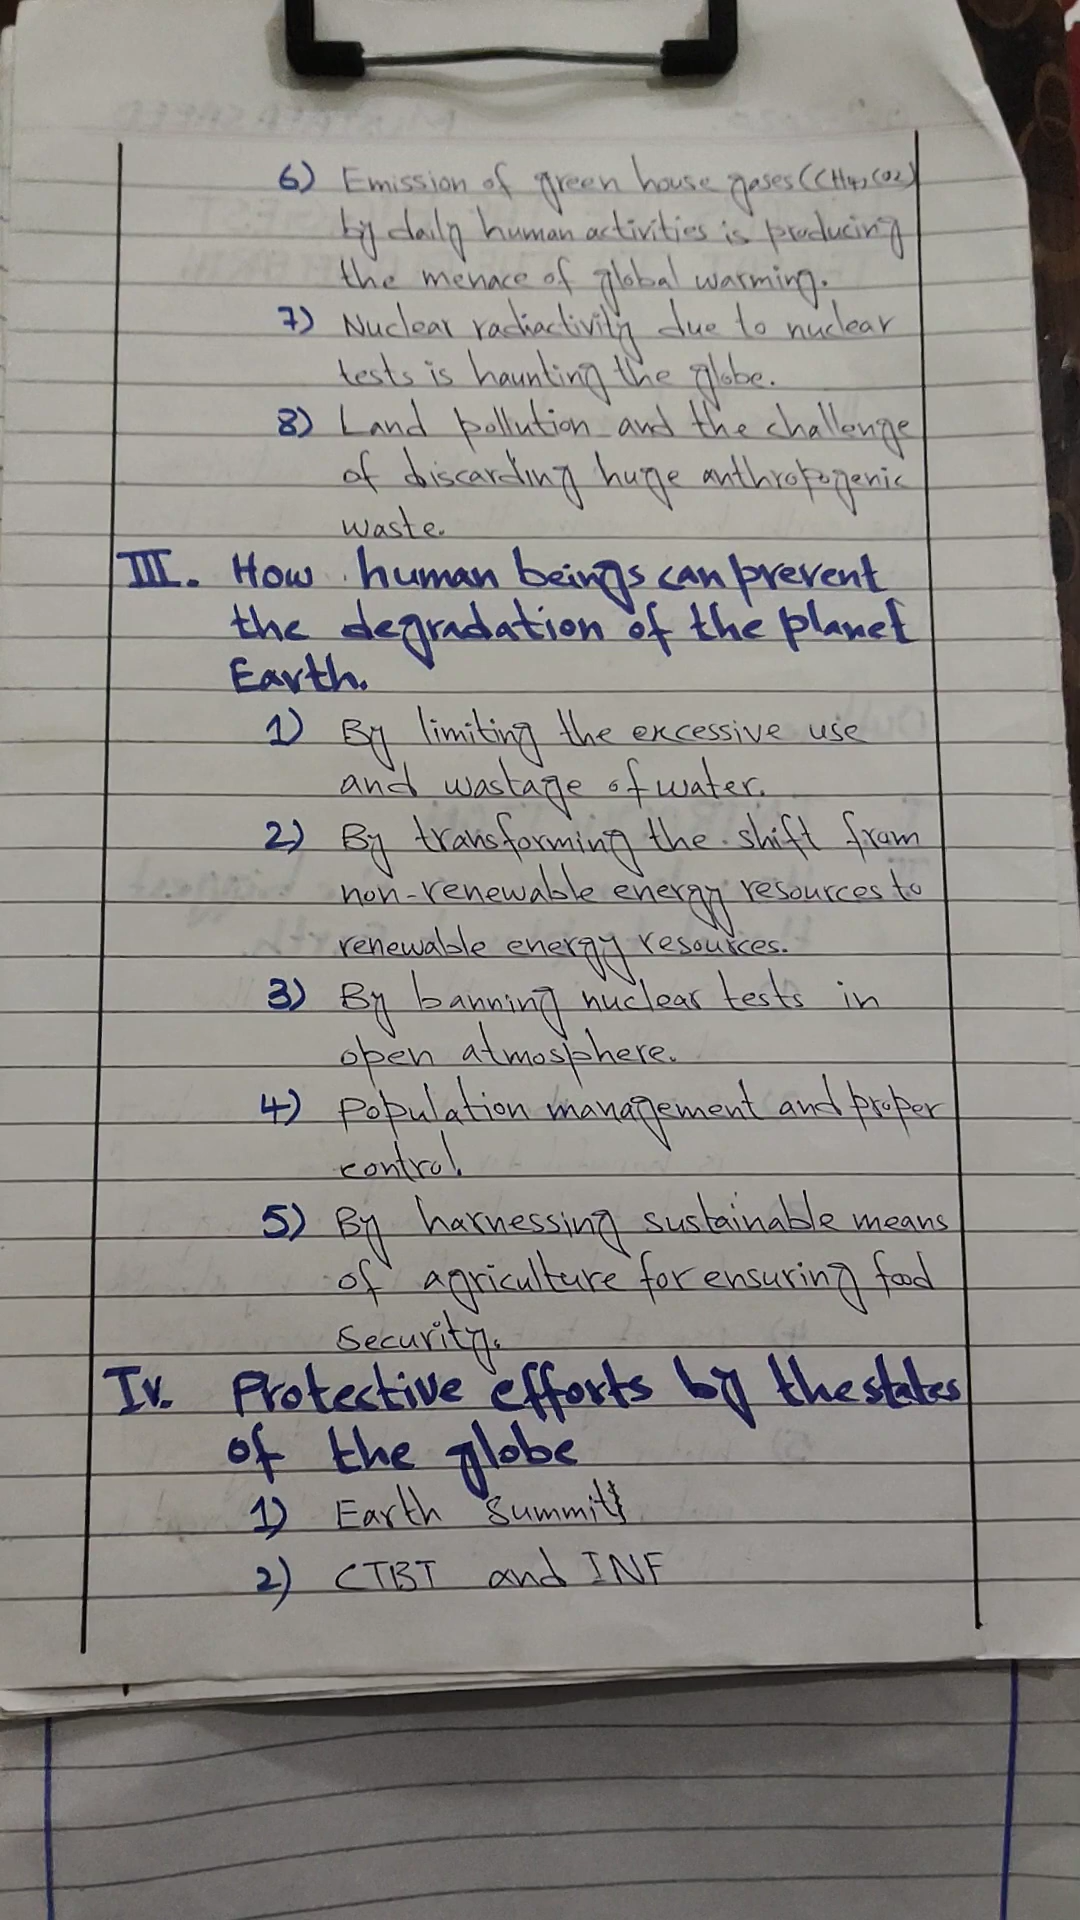 6) Emission of green house gases (CH4, CO2)
by daily human activities is producing
the menace of global warming.
7) Nuclear radiactivity due to nuclear
tests is haunting the globe.
8) Land pollution and the challenge
of discarding huge anthropogenic
waste.
III. How human beings can prevent
the degradation of the planet
Earth.
1) By limiting the excessive use
and wastage of water.
2) By transforming the shift from
non-renewable energy resources to
renewable energy resources.
3) By banning nuclear tests in
open atmosphere.
4) Population management and proper
control.
5) By harnessing sustainable means
of agriculture for ensuring food
security.
Iv. Protective efforts by the states
of the globe
1) Earth Summit
2) CTBT and INF